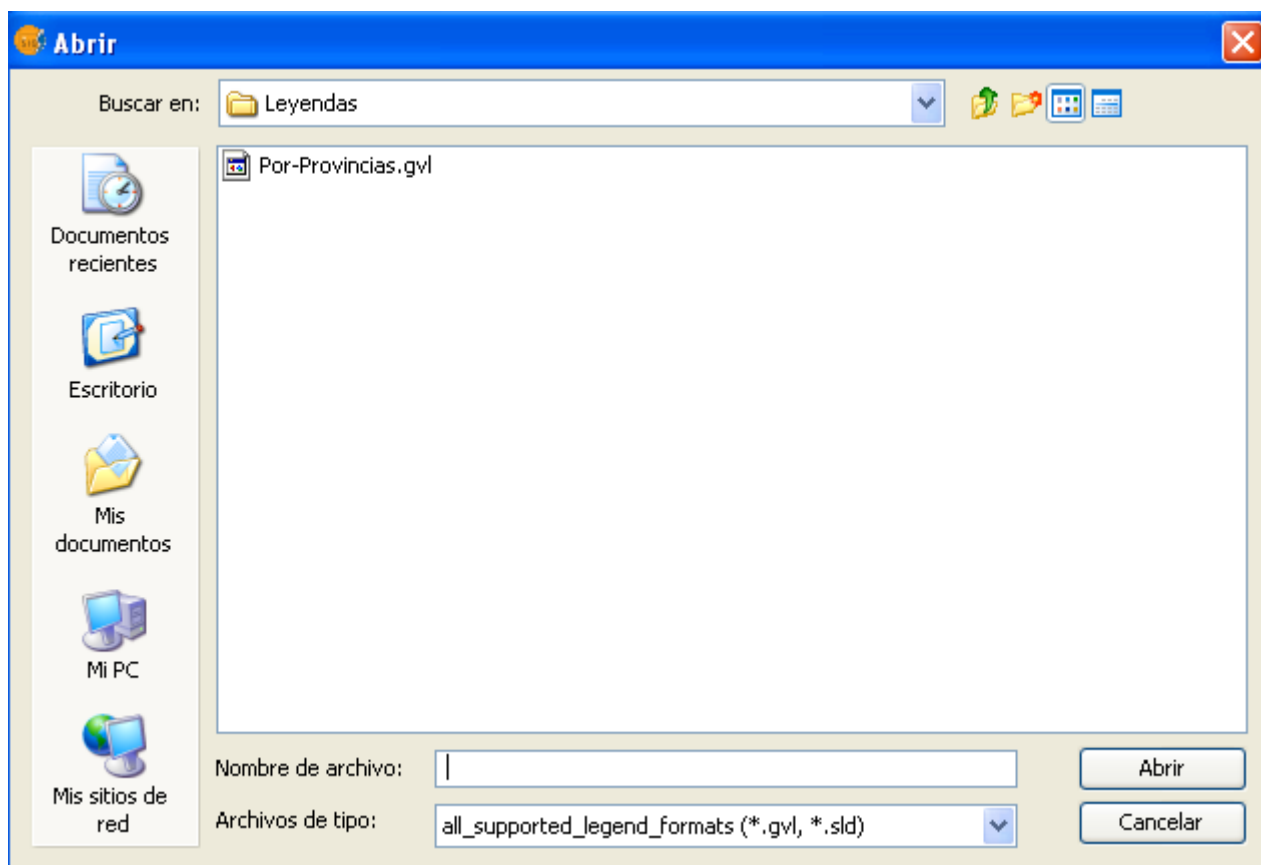 Abrir
Buscar en:
Leyendas
Por-Provincias.gvl
Documentos
recientes
Escritorio
Mis
documentos
Mi PC
Mis sitios de
red
Nombre de archivo:
Abrir
Archivos de tipo:
all_supported_legend_formats (*.gvl, *.sld)
Cancelar